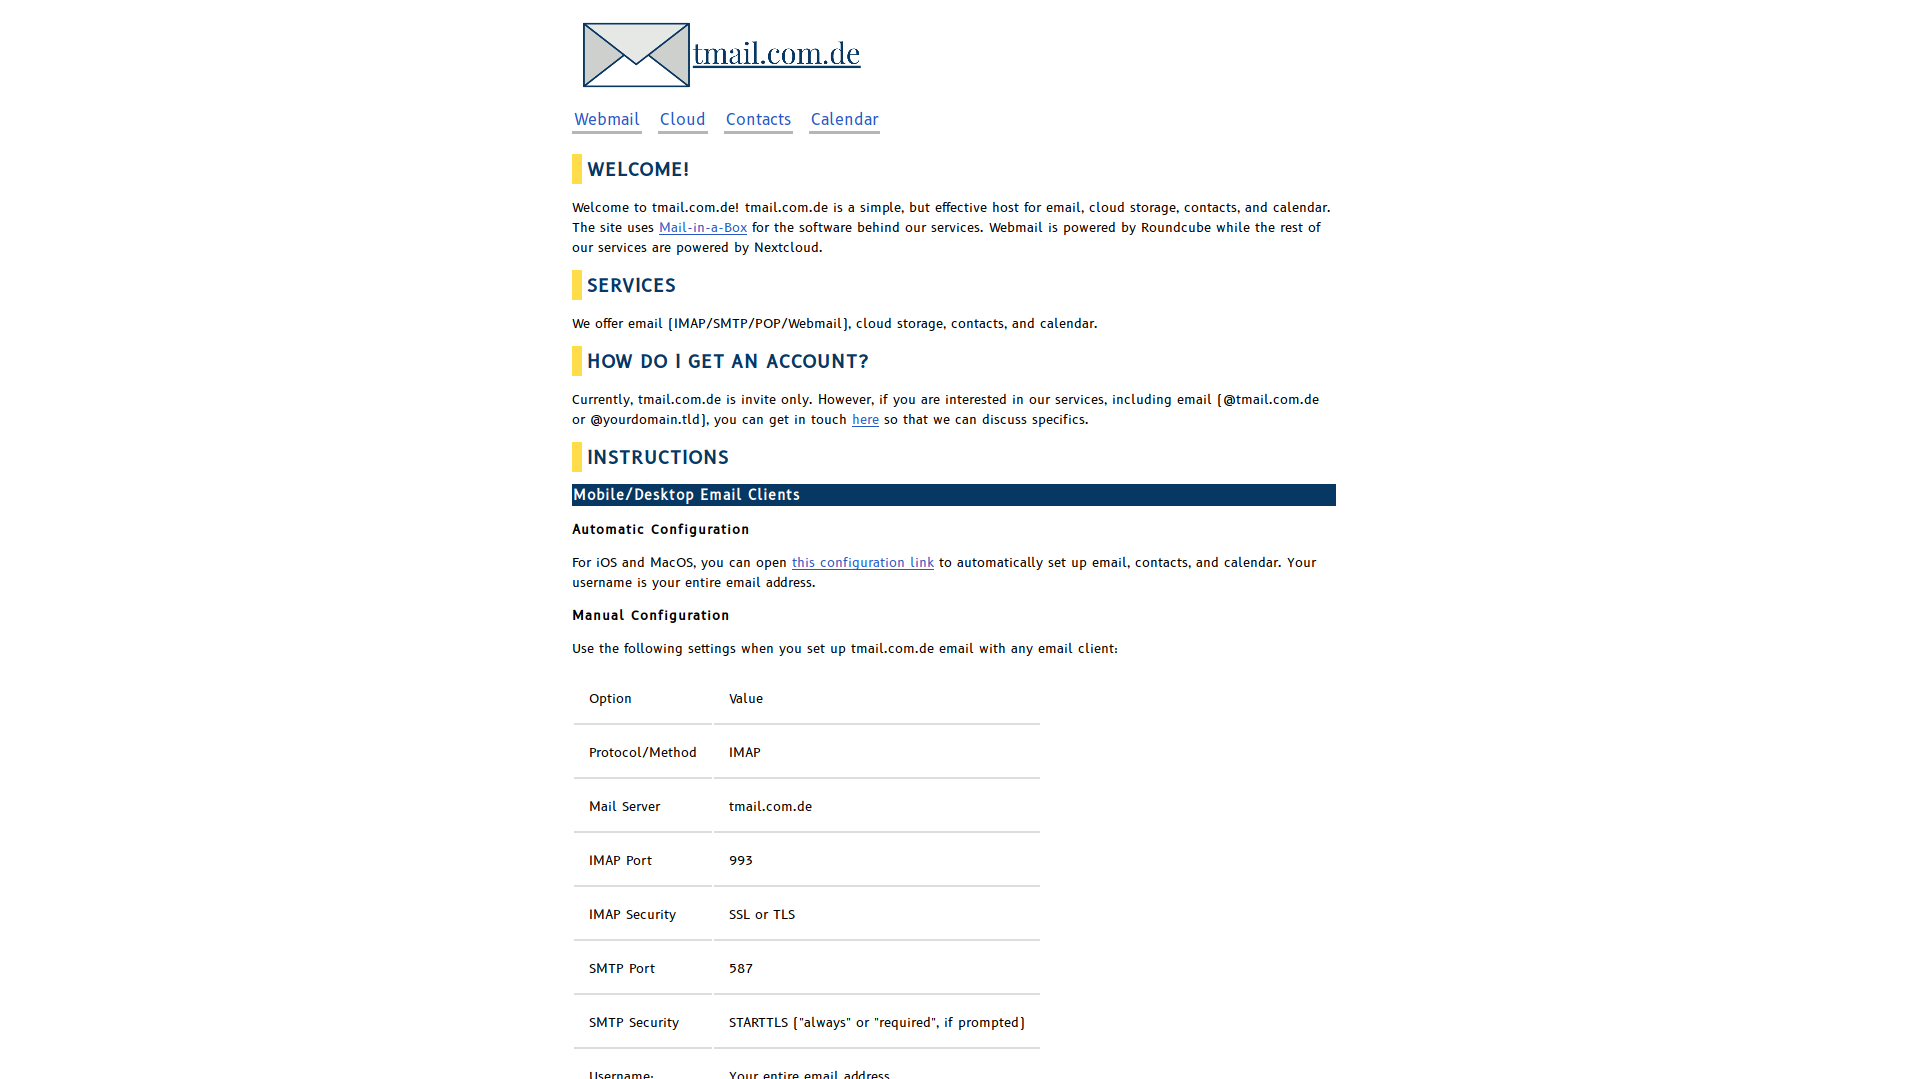 tmail.com.de
Webmail Cloud Contacts Calendar
WELCOME!
Welcome to tmail.com.de! tmail.com.de is a simple, but effective host for email, cloud storage, contacts, and calendar.
The site uses Mail-in-a-Box for the software behind our services. Webmail is powered by Roundcube while the rest of
our services are powered by Nextcloud.
SERVICES
We offer email (IMAP/SMTP/POP/Webmail), cloud storage, contacts, and calendar.
HOW DO I GET AN ACCOUNT?
Currently, tmail.com.de is invite only. However, if you are interested in our services, including email (@tmail.com.de
or @yourdomain.tld), you can get in touch here so that we can discuss specifics.
INSTRUCTIONS
Mobile/Desktop Email Clients
Automatic Configuration
For iOS and MacOS, you can open this configuration link to automatically set up email, contacts, and calendar. Your
username is your entire email address.
Manual Configuration
Use the following settings when you set up tmail.com.de email with any email client:
Option Value
Protocol/Method IMAP
Mail Server tmail.com.de
IMAP Port 993
IMAP Security SSL or TLS
SMTP Port 587
SMTP Security STARTTLS ("always" or "required", if prompted)
Username: Your entire email address